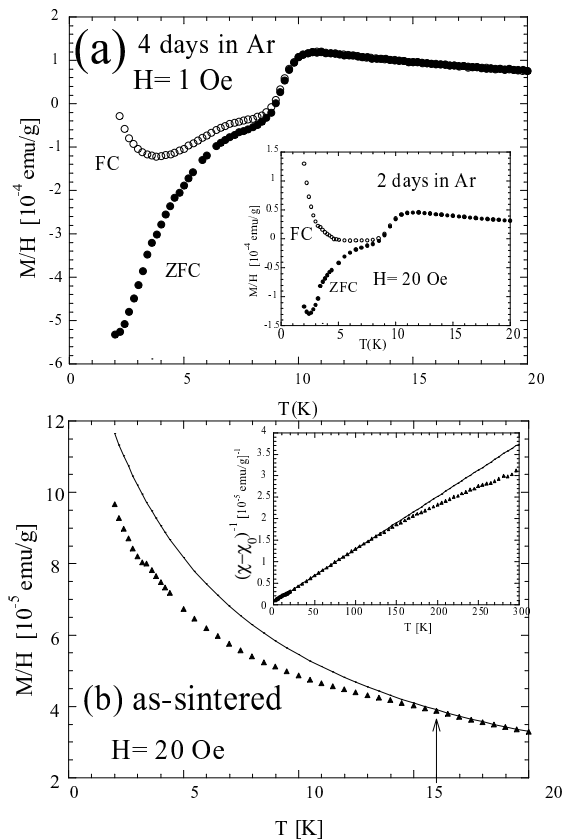 (a) 4 days in Ar
H= 1 Oe
2
1
0
-1
-2
-3
-4
-5
-6
M/H [10⁻⁴ emu/g]
FC
ZFC
0 5 10 15 20
T(K)
2 days in Ar
H= 20 Oe
1.5
1
0.5
0
-0.5
-1
-1.5
M/H [10⁻⁴ emu/g]
FC
ZFC
0 5 10 15 20
T(K)
12
10
8
6
4
2
M/H [10⁻⁵ emu/g]
(b) as-sintered
H= 20 Oe
0 5 10 15 20
T [K]
4
3.5
3
2.5
2
1.5
1
0.5
0
(χ−χ₀)⁻¹ [10⁻⁵ emu/g]⁻¹
0 50 100 150 200 250 300
T [K]